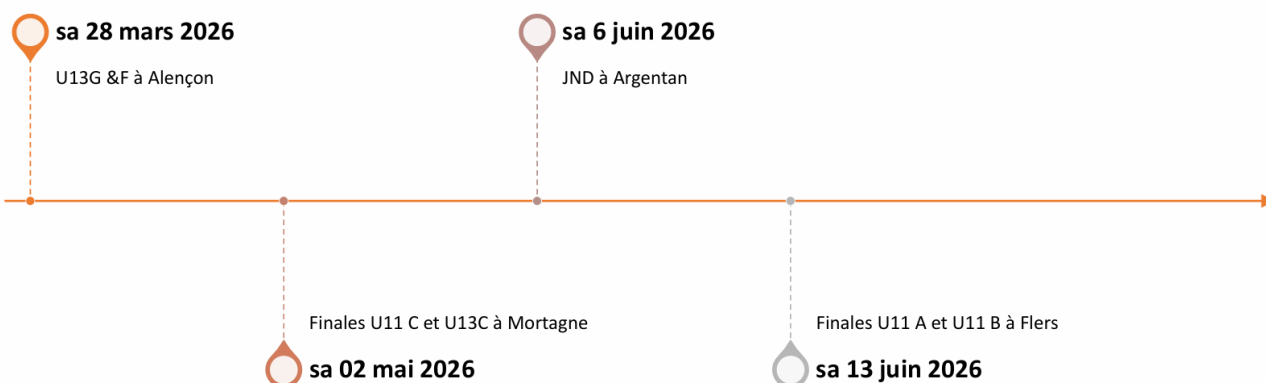 sa 28 mars 2026
U13G &F à Alençon
sa 6 juin 2026
JND à Argentan
Finales U11 C et U13C à Mortagne
sa 02 mai 2026
Finales U11 A et U11 B à Flers
sa 13 juin 2026